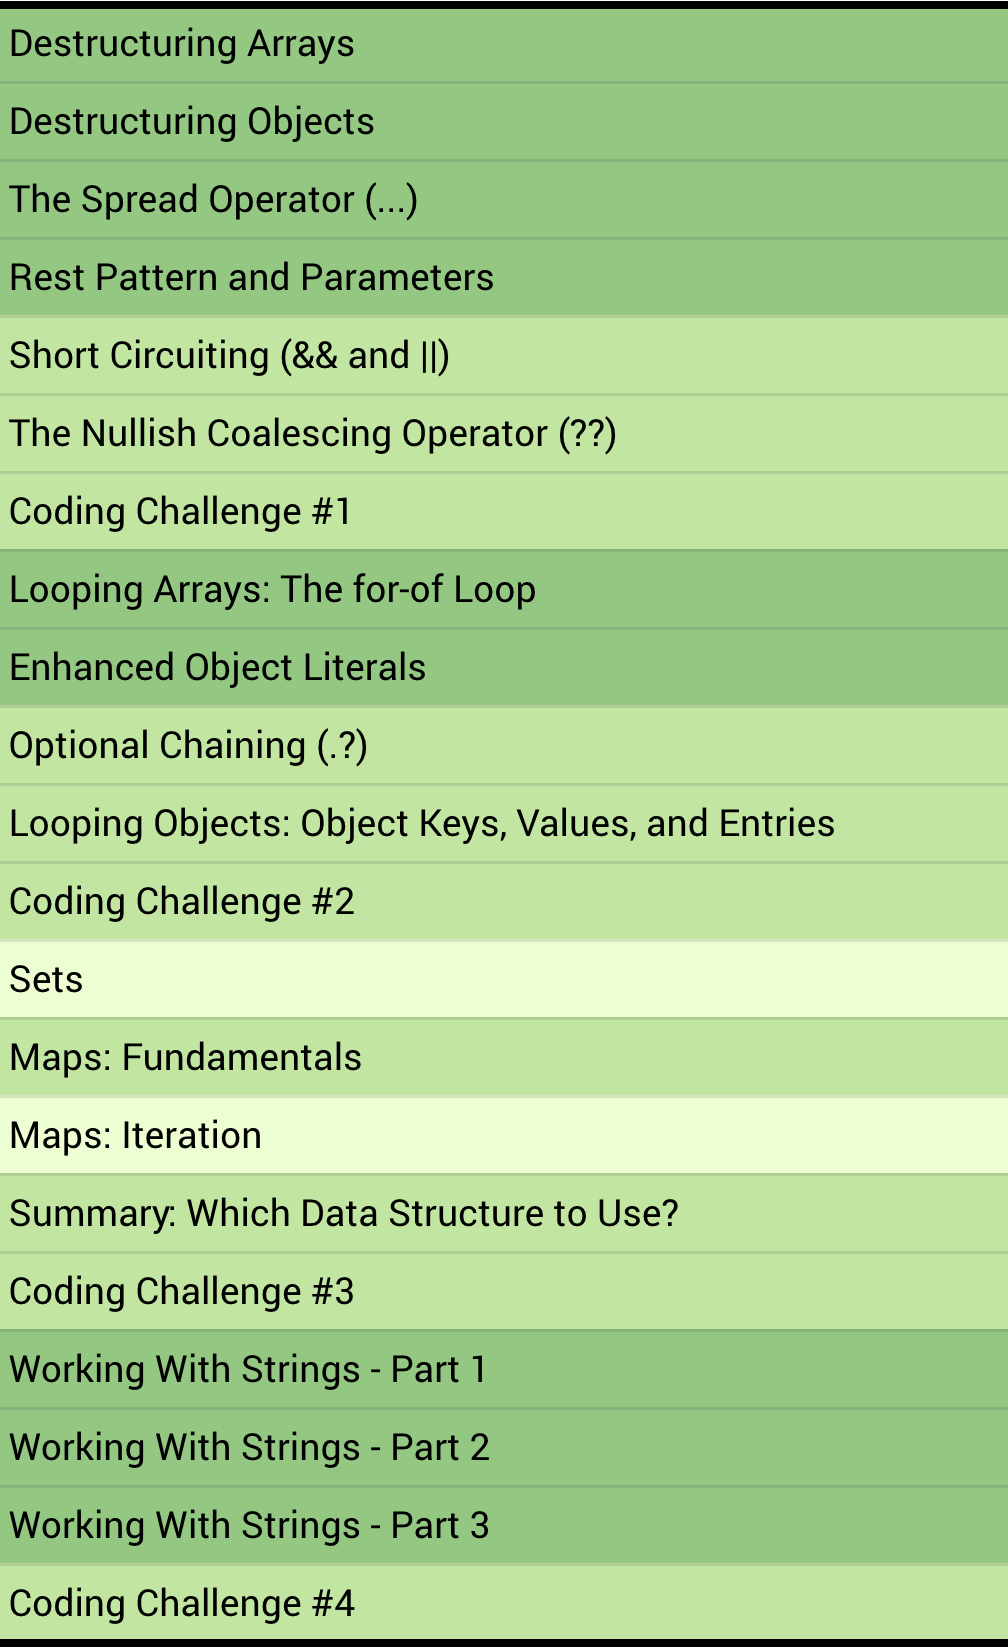 Destructuring Arrays
Destructuring Objects
The Spread Operator (...)
Rest Pattern and Parameters
Short Circuiting (&& and ||)
The Nullish Coalescing Operator (??)
Coding Challenge #1
Looping Arrays: The for-of Loop
Enhanced Object Literals
Optional Chaining (.?)
Looping Objects: Object Keys, Values, and Entries
Coding Challenge #2
Sets
Maps: Fundamentals
Maps: Iteration
Summary: Which Data Structure to Use?
Coding Challenge #3
Working With Strings - Part 1
Working With Strings - Part 2
Working With Strings - Part 3
Coding Challenge #4